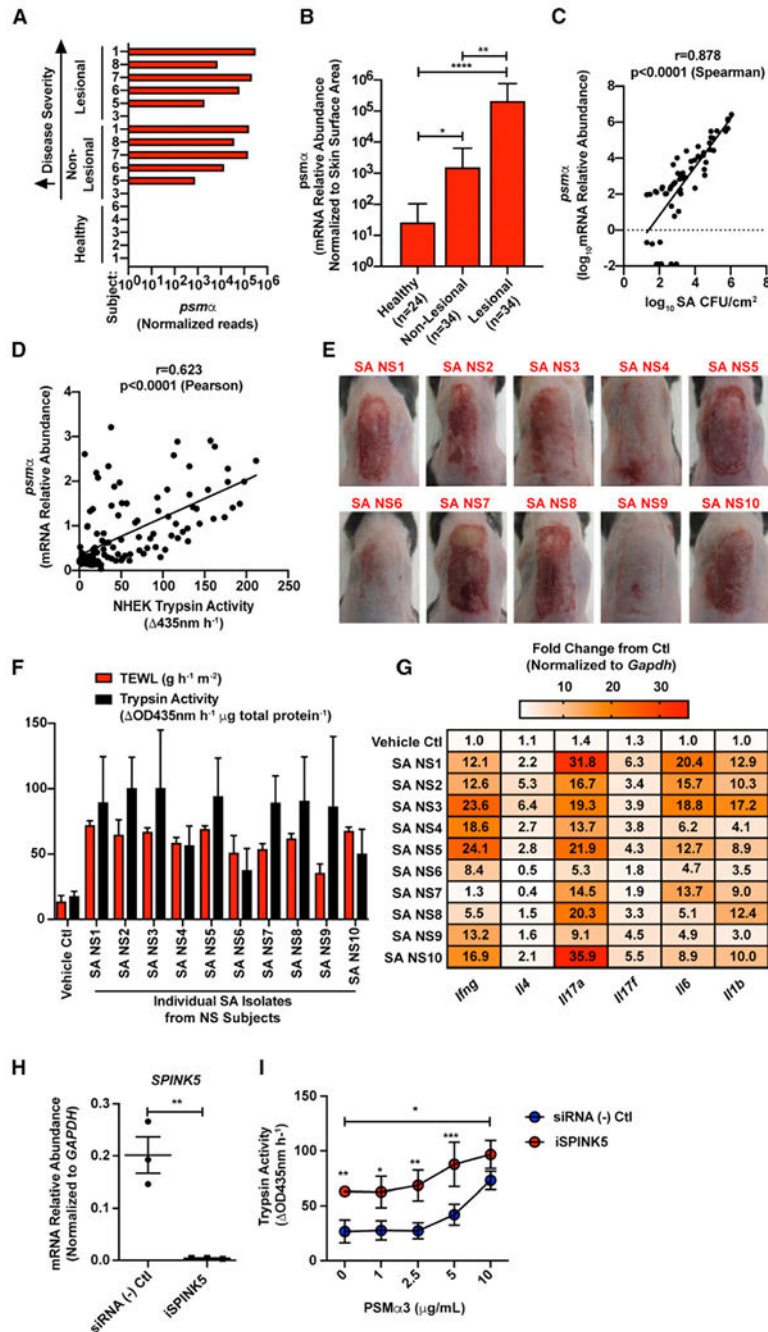 A
Disease Severity
Lesional
1
8
7
6
5
3
Non-
Lesional
1
8
7
6
5
3
Healthy
6
5
4
3
2
1
Subject:
10⁰ 10¹ 10² 10³ 10⁴ 10⁵ 10⁶
psmα
(Normalized reads)
B
psmα
(mRNA Relative Abundance
Normalized to Skin Surface Area)
10⁶
10⁵
10⁴
10³
10²
10¹
10⁰
**
****
*
Healthy
(n=24)
Non-Lesional
(n=34)
Lesional
(n=34)
C
r=0.878
p<0.0001 (Spearman)
psmα
(log₁₀mRNA Relative Abundance)
8
6
4
2
0
-2
0 2 4 6 8
log₁₀ SA CFU/cm²
D
r=0.623
p<0.0001 (Pearson)
psmα
(mRNA Relative Abundance)
4
3
2
1
0
0 50 100 150 200 250
NHEK Trypsin Activity
(Δ435nm h⁻¹)
E
SA NS1 SA NS2 SA NS3 SA NS4 SA NS5
SA NS6 SA NS7 SA NS8 SA NS9 SA NS10
F
TEWL (g h⁻¹ m⁻²)
Trypsin Activity
(ΔOD435nm h⁻¹ µg total protein⁻¹)
150
100
50
0
Vehicle Ctl
SA NS1
SA NS2
SA NS3
SA NS4
SA NS5
SA NS6
SA NS7
SA NS8
SA NS9
SA NS10
Individual SA Isolates
from NS Subjects
G
Fold Change from Ctl
(Normalized to Gapdh)
10 20 30
Vehicle Ctl 1.0 1.1 1.4 1.3 1.0 1.0
SA NS1 12.1 2.2 31.8 6.3 20.4 12.9
SA NS2 12.6 5.3 16.7 3.4 15.7 10.3
SA NS3 23.6 6.4 19.3 3.9 18.8 17.2
SA NS4 18.6 2.7 13.7 3.8 6.2 4.1
SA NS5 24.1 2.8 21.9 4.3 12.7 8.9
SA NS6 8.4 0.5 5.3 1.8 4.7 3.5
SA NS7 1.3 0.4 14.5 1.9 13.7 9.0
SA NS8 5.5 1.5 20.3 3.3 5.1 12.4
SA NS9 13.2 1.6 9.1 4.5 4.9 3.0
SA NS10 16.9 2.1 35.9 5.5 8.9 10.0
Ifng Il4 Il17a Il17f Il6 Il1b
H
SPINK5
**
mRNA Relative Abundance
(Normalized to GAPDH)
0.3
0.2
0.1
0.0
siRNA (-) Ctl
iSPINK5
I
siRNA (-) Ctl
iSPINK5
Trypsin Activity
(ΔOD435nm h⁻¹)
150
100
50
0
*
** * ** ***
0 1 2.5 5 10
PSMα3 (µg/mL)